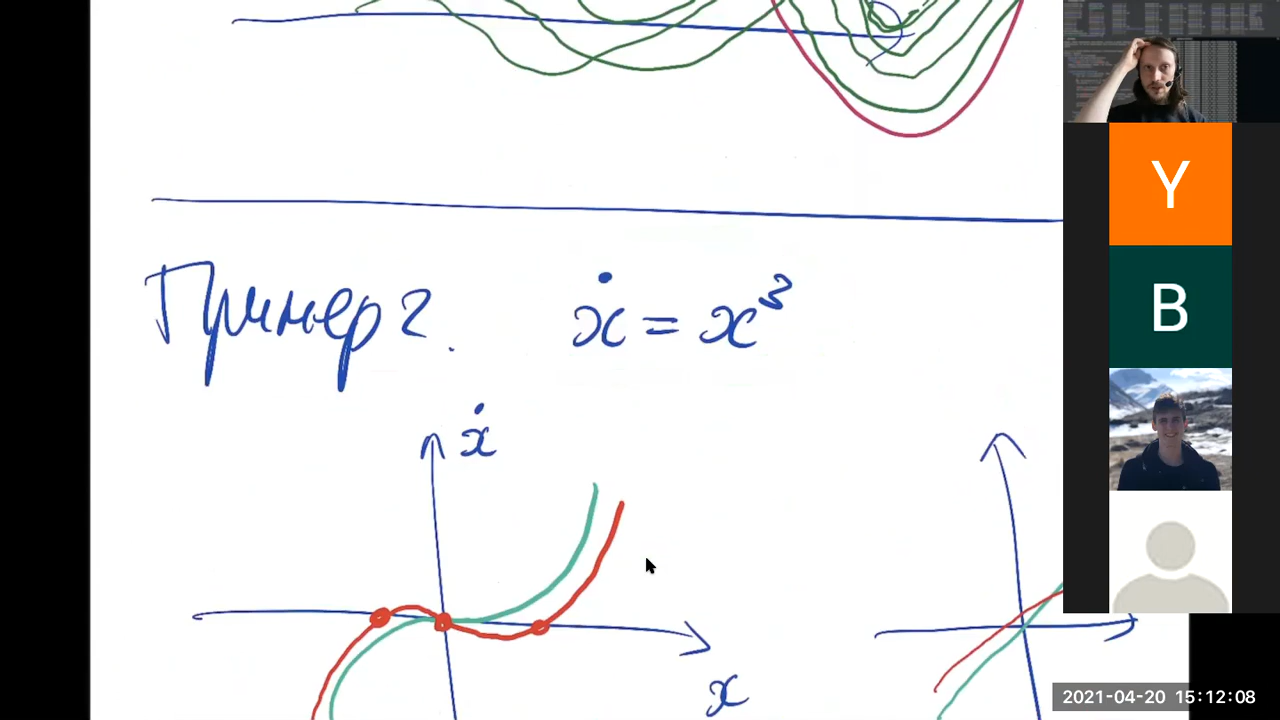 Y
B
Пример 2. ẋ = x³
ẋ
x
2021-04-20 15:12:08